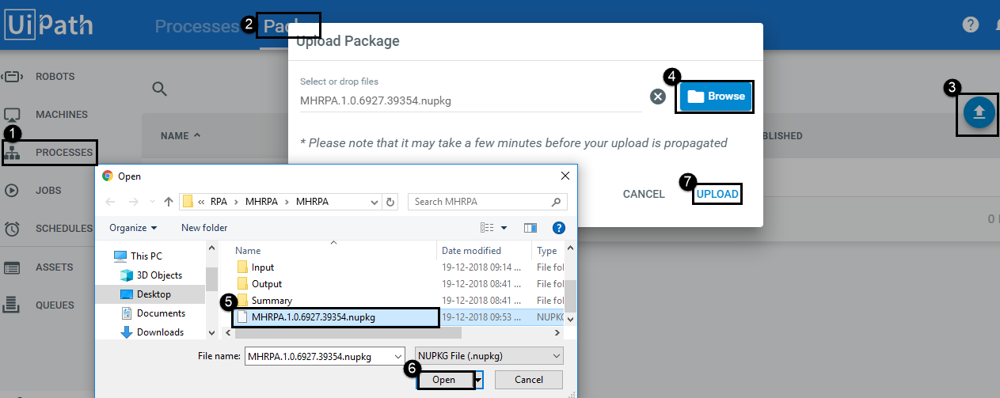 UiPath
Processes
2
Pack
Upload Package
ROBOTS
MACHINES
1
PROCESSES
JOBS
SCHEDULES
ASSETS
QUEUES
NAME
Select or drop files
MHRPA.1.0.6927.39354.nupkg
4
Browse
3
* Please note that it may take a few minutes before your upload is propagated
BLISHED
7
CANCEL
UPLOAD
0
Open
« RPA > MHRPA > MHRPA
Search MHRPA
Organize
New folder
Name
Date modified
Type
This PC
3D Objects
Desktop
Documents
Downloads
Input 19-12-2018 09:14 ... File fol
Output 19-12-2018 08:41 ... File fol
Summary 19-12-2018 08:41 ... File fol
5
MHRPA.1.0.6927.39354.nupkg 19-12-2018 09:53 ... NUPKG
File name:
MHRPA.1.0.6927.39354.nupkg
NUPKG File (.nupkg)
6
Open
Cancel